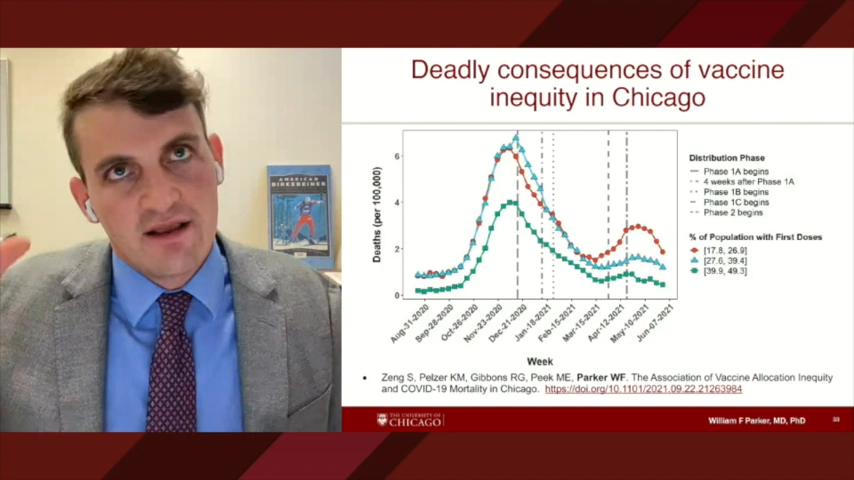 Deadly consequences of vaccine
inequity in Chicago
AMERICAN
BIRKEBEINER
Deaths (per 100,000)
6
4
2
0
Aug-31-2020
Sep-28-2020
Oct-26-2020
Nov-23-2020
Dec-21-2020
Jan-18-2021
Feb-15-2021
Mar-15-2021
Apr-12-2021
May-10-2021
Jun-07-2021
Week
Distribution Phase
Phase 1A begins
4 weeks after Phase 1A
Phase 1B begins
Phase 1C begins
Phase 2 begins
% of Population with First Doses
[17.8, 26.9]
[27.6, 39.4]
[39.9, 49.3]
• Zeng S, Pelzer KM, Gibbons RG, Peek ME, Parker WF. The Association of Vaccine Allocation Inequity
and COVID-19 Mortality in Chicago. https://doi.org/10.1101/2021.09.22.21263984
THE UNIVERSITY OF
CHICAGO
William F Parker, MD, PhD